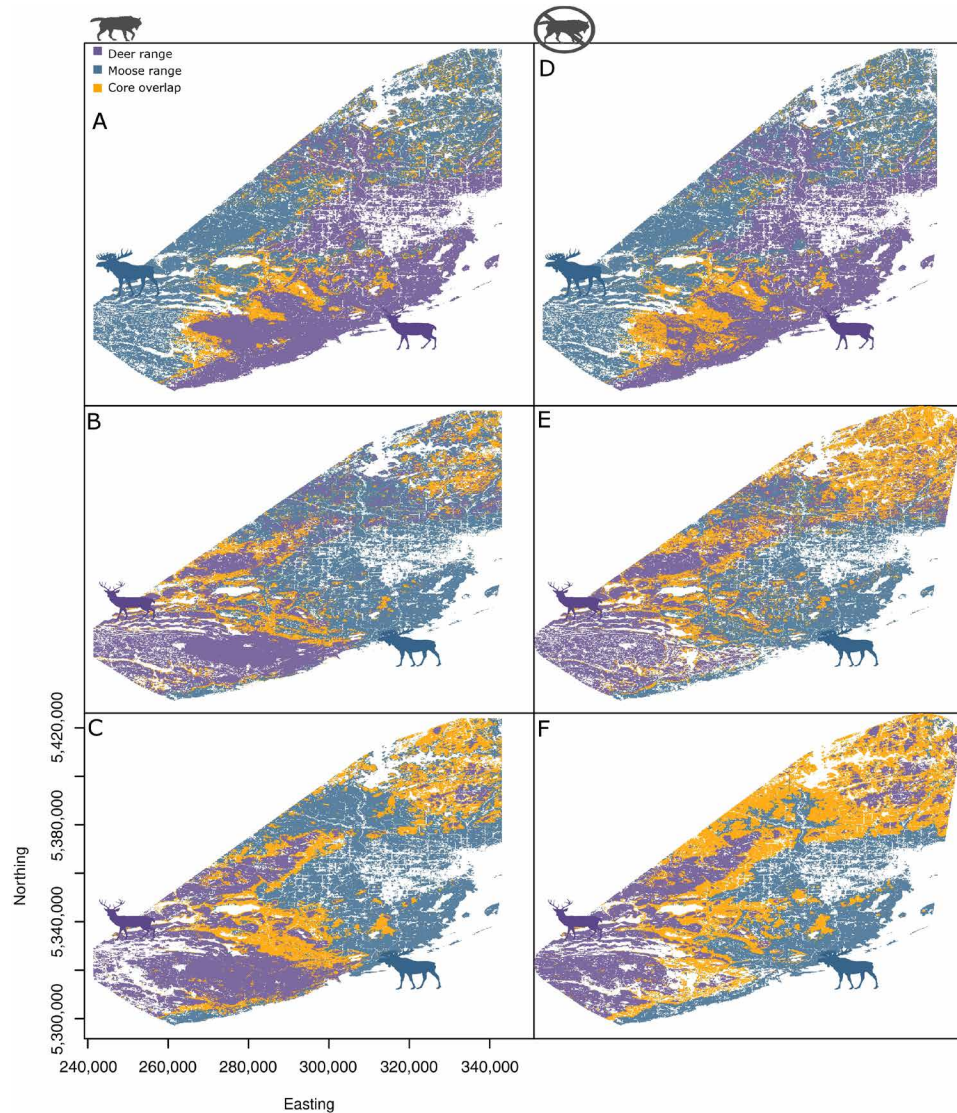 Deer range
Moose range
Core overlap
A
D
B
E
C
F
5,420,000
5,380,000
5,340,000
5,300,000
Northing
240,000 260,000 280,000 300,000 320,000 340,000
Easting